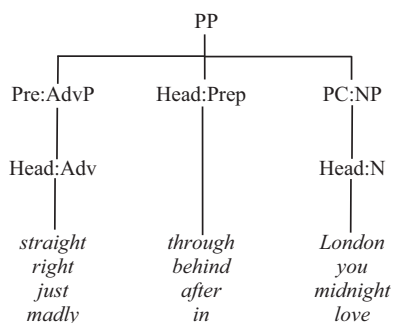 PP
Pre:AdvP Head:Prep PC:NP
Head:Adv Head:N
straight through London
right behind you
just after midnight
madly in love